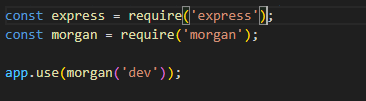 const express = require('express');
const morgan = require('morgan');
app.use(morgan('dev'));